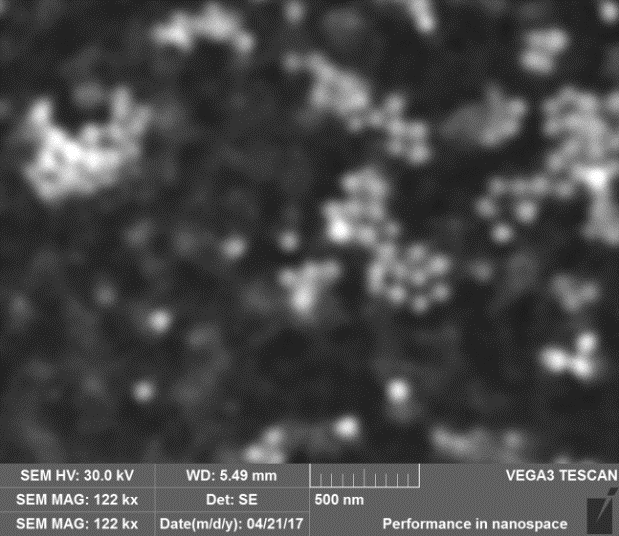 SEM HV: 30.0 kV WD: 5.49 mm VEGA3 TESCAN
SEM MAG: 122 kx Det: SE 500 nm
SEM MAG: 122 kx Date(m/d/y): 04/21/17 Performance in nanospace